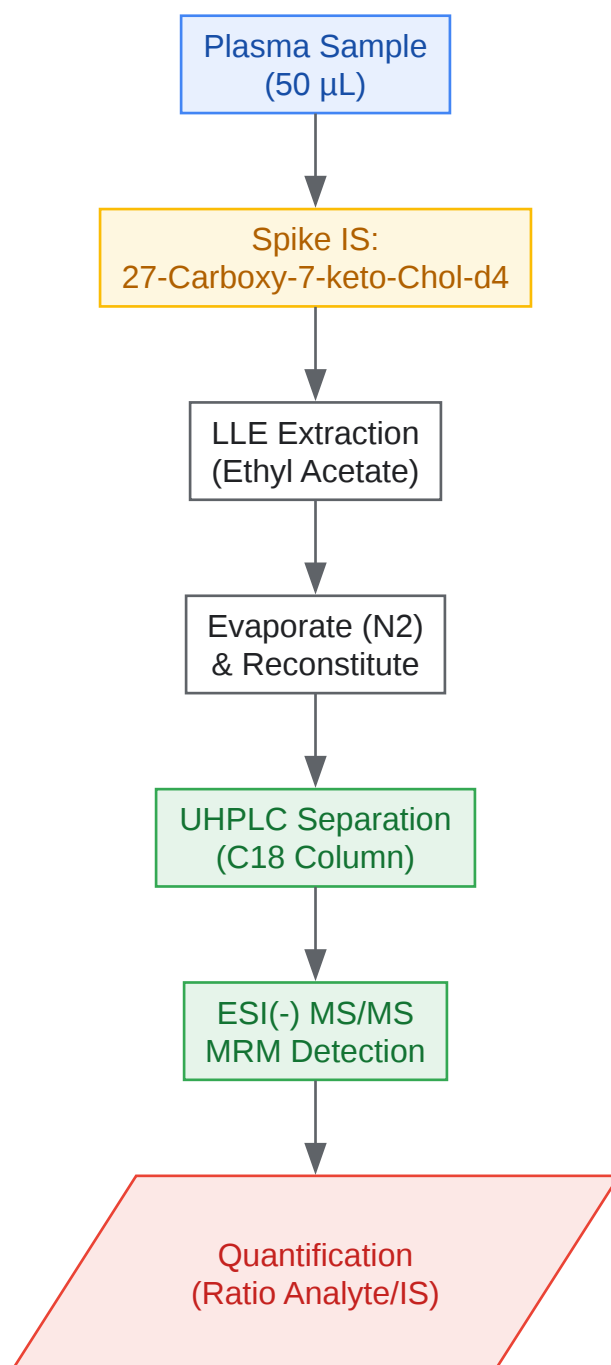 Plasma Sample
(50 µL)
Spike IS:
27-Carboxy-7-keto-Chol-d4
LLE Extraction
(Ethyl Acetate)
Evaporate (N2)
& Reconstitute
UHPLC Separation
(C18 Column)
ESI(-) MS/MS
MRM Detection
Quantification
(Ratio Analyte/IS)